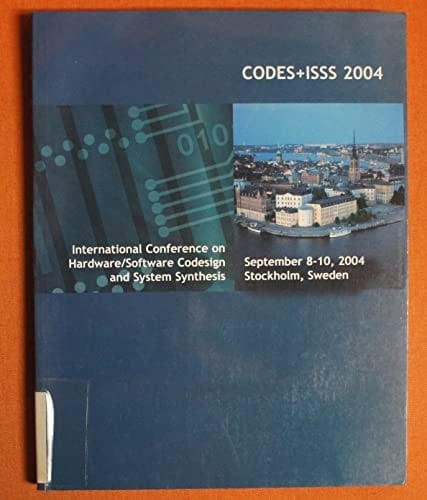 CODES+ISSS 2004
010
International Conference on
Hardware/Software Codesign
and System Synthesis
September 8-10, 2004
Stockholm, Sweden